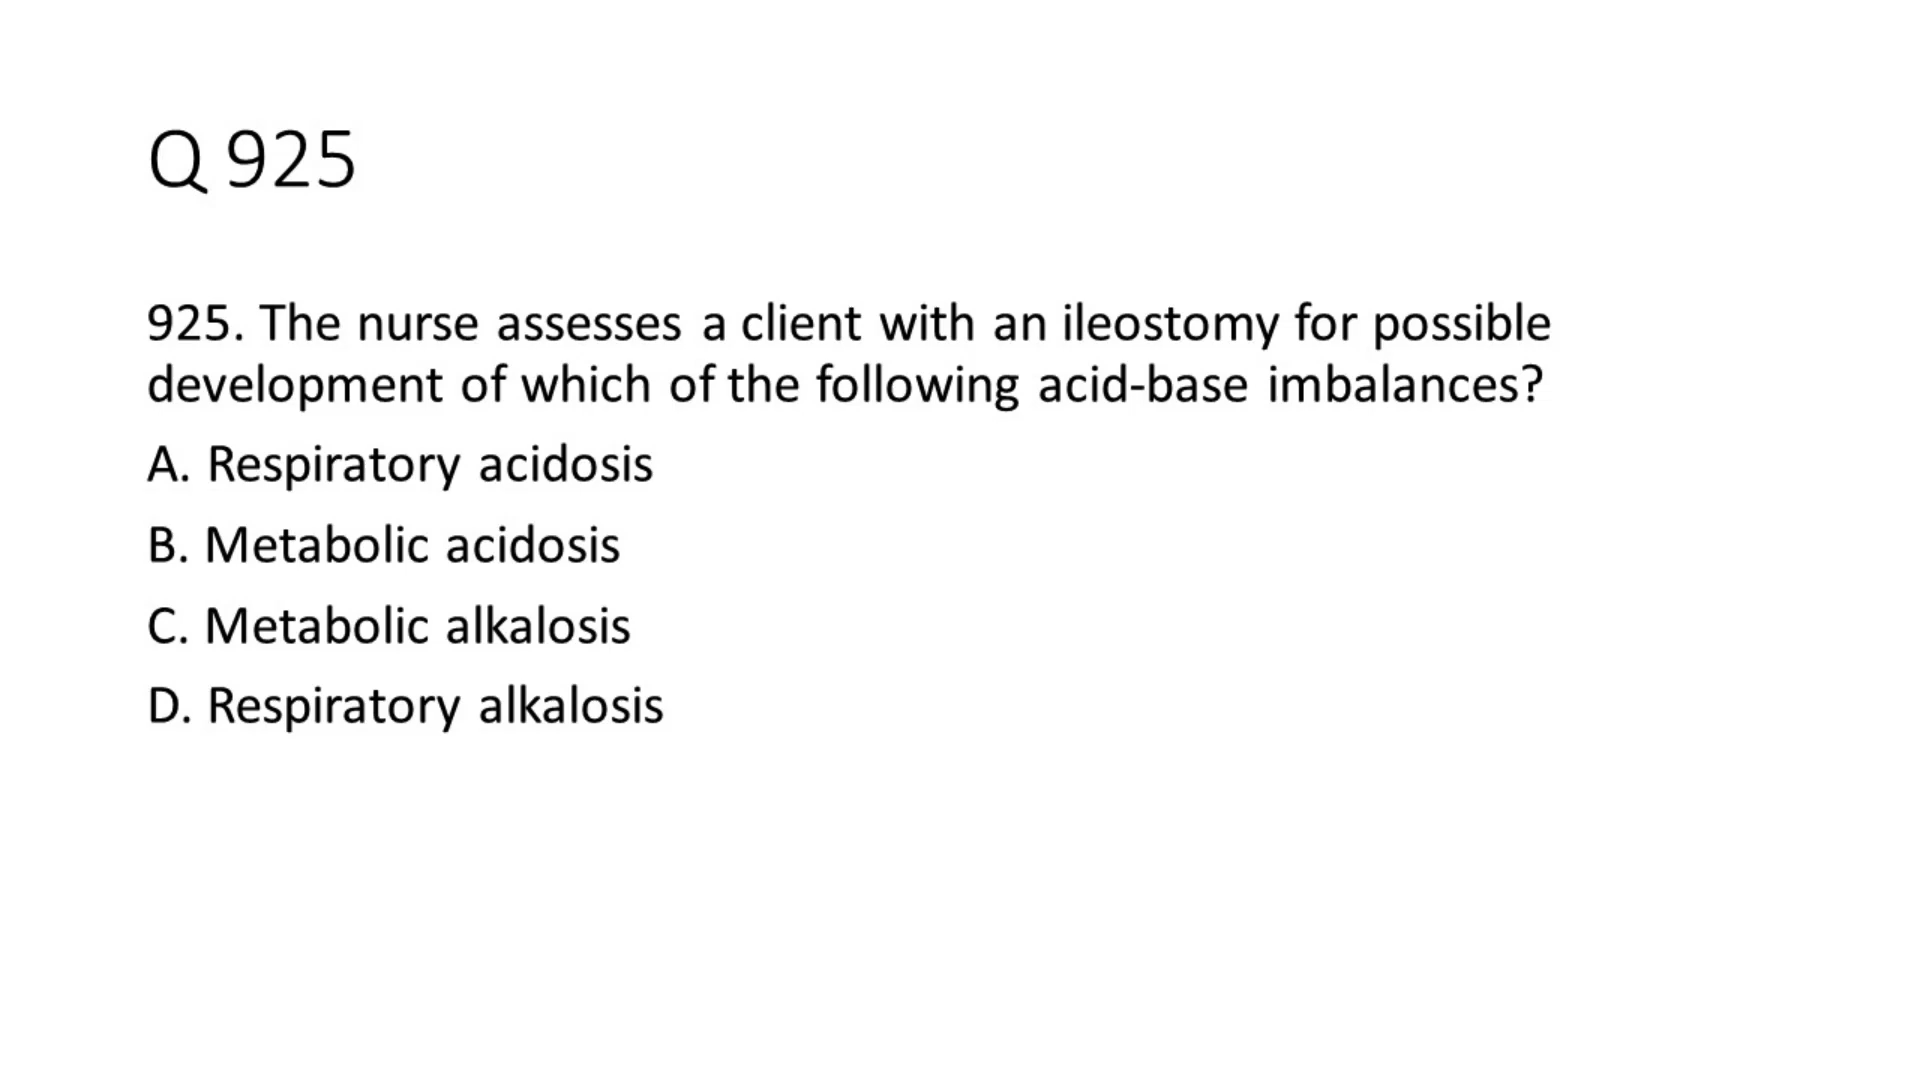 Q 925
925. The nurse assesses a client with an ileostomy for possible
development of which of the following acid-base imbalances?
A. Respiratory acidosis
B. Metabolic acidosis
C. Metabolic alkalosis
D. Respiratory alkalosis